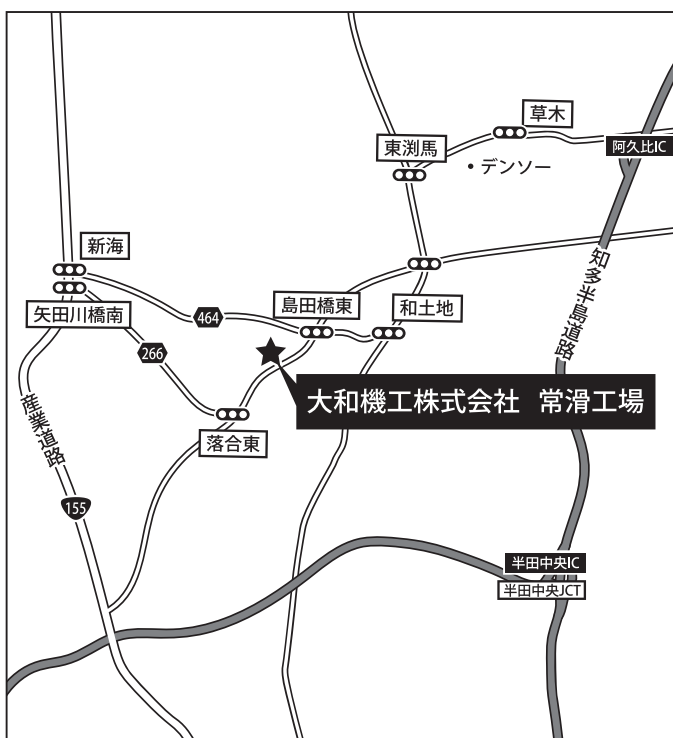 草木
東渕馬
阿久比IC
・デンソー
新海
知多半島道路
島田橋東
和土地
矢田川橋南
464
266
大和機工株式会社 常滑工場
産業道路
落合東
155
半田中央IC
半田中央JCT